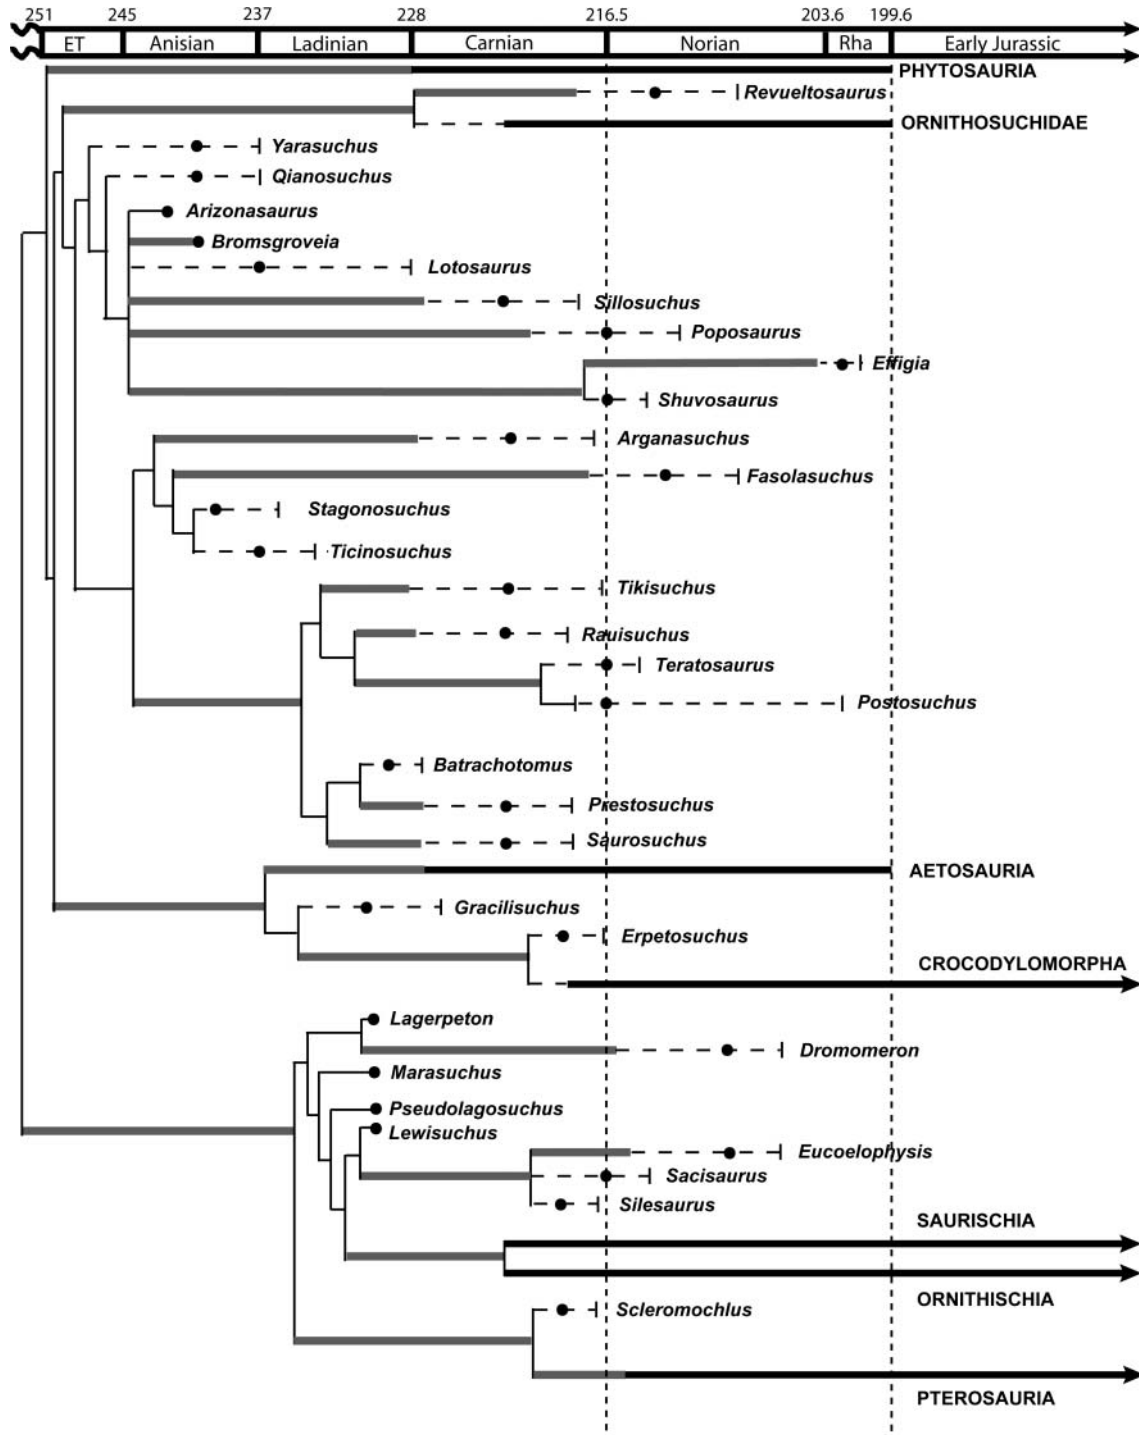 251 245 237 228 216.5 203.6 199.6
ET Anisian Ladinian Carnian Norian Rha Early Jurassic
PHYTOSAURIA
Revueltosaurus
ORNITHOSUCHIDAE
Yarasuchus
Qianosuchus
Arizonasaurus
Bromsgroveia
Lotosaurus
Sillosuchus
Poposaurus
Effigia
Shuvosaurus
Arganasuchus
Fasolasuchus
Stagonosuchus
Ticinosuchus
Tikisuchus
Rauisuchus
Teratosaurus
Postosuchus
Batrachotomus
Prestosuchus
Saurosuchus
AETOSAURIA
Gracilisuchus
Erpetosuchus
CROCODYLOMORPHA
Lagerpeton
Dromomeron
Marasuchus
Pseudolagosuchus
Lewisuchus
Eucoelophysis
Sacisaurus
Silesaurus
SAURISCHIA
ORNITHISCHIA
Scleromochlus
PTEROSAURIA